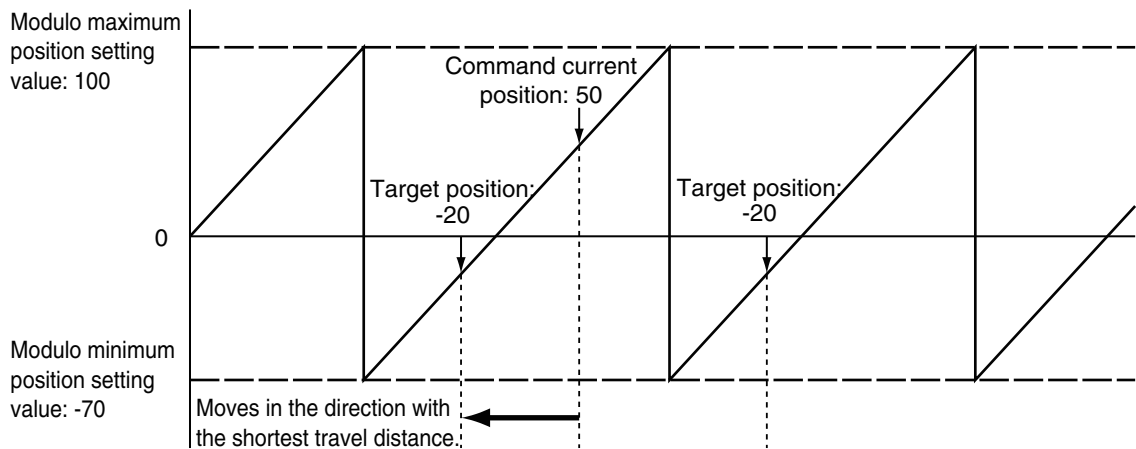 Modulo maximum
position setting
value: 100
Command current
position: 50
Target position:
-20
Target position:
-20
0
Modulo minimum
position setting
value: -70
Moves in the direction with
the shortest travel distance.